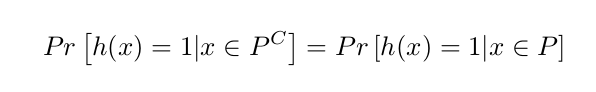 Pr [h(x) = 1|x ∈ P^C] = Pr [h(x) = 1|x ∈ P]